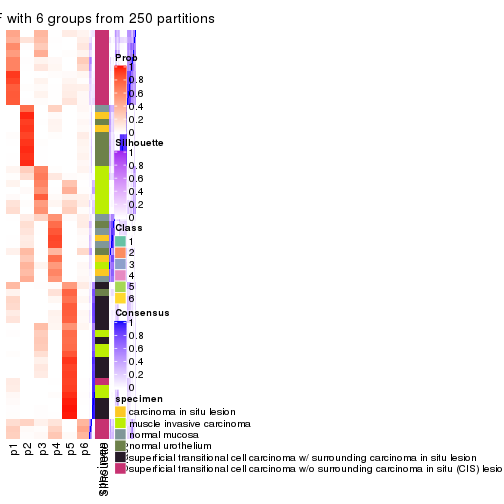 with 6 groups from 250 partitions
Prop
1
0.8
0.6
0.4
0.2
0
Silhouette
1
0.8
0.6
0.4
0.2
0
Class
1
2
3
4
5
6
Consensus
1
0.8
0.6
0.4
0.2
0
specimen
carcinoma in situ lesion
muscle invasive carcinoma
normal mucosa
normal urothelium
superficial transitional cell carcinoma w/ surrounding carcinoma in situ lesion
superficial transitional cell carcinoma w/o surrounding carcinoma in situ (CIS) lesio
p1
p2
p3
p4
p5
p6
specimen